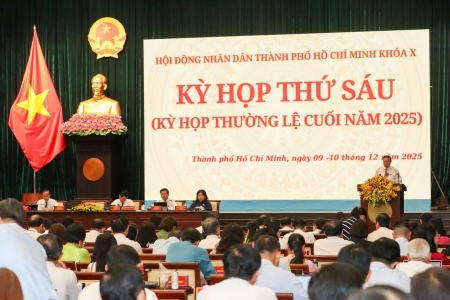 HỘI ĐỒNG NHÂN DÂN THÀNH PHỐ HỒ CHÍ MINH KHÓA X
KỲ HỌP THỨ SÁU
(KỲ HỌP THƯỜNG LỆ CUỐI NĂM 2025)
Thành phố Hồ Chí Minh, ngày 09 -10 tháng 12 năm 2025